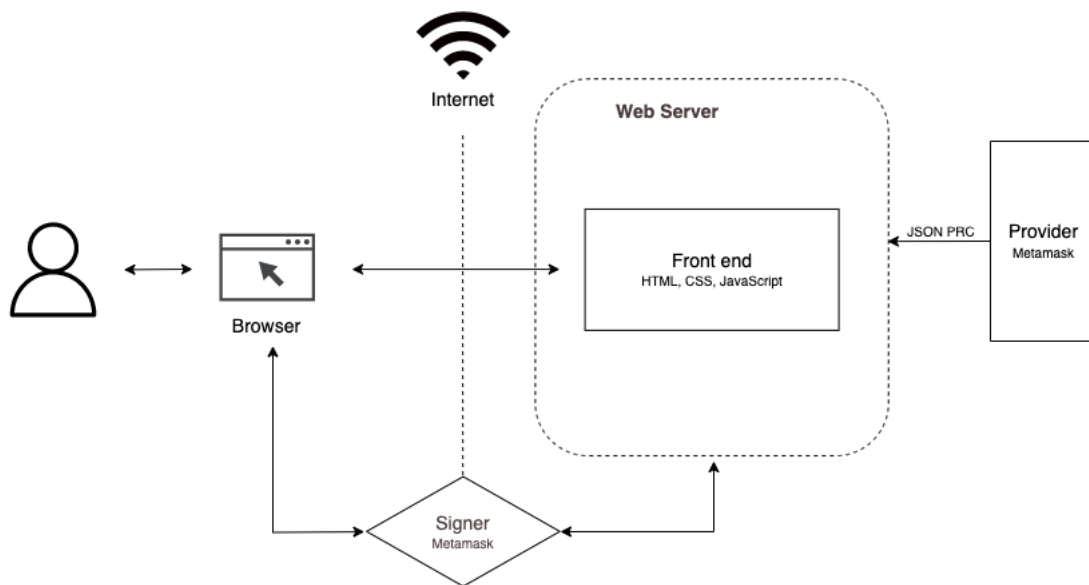 Internet
Web Server
JSON PRC
Provider
Metamask
Front end
HTML, CSS, JavaScript
Browser
Signer
Metamask